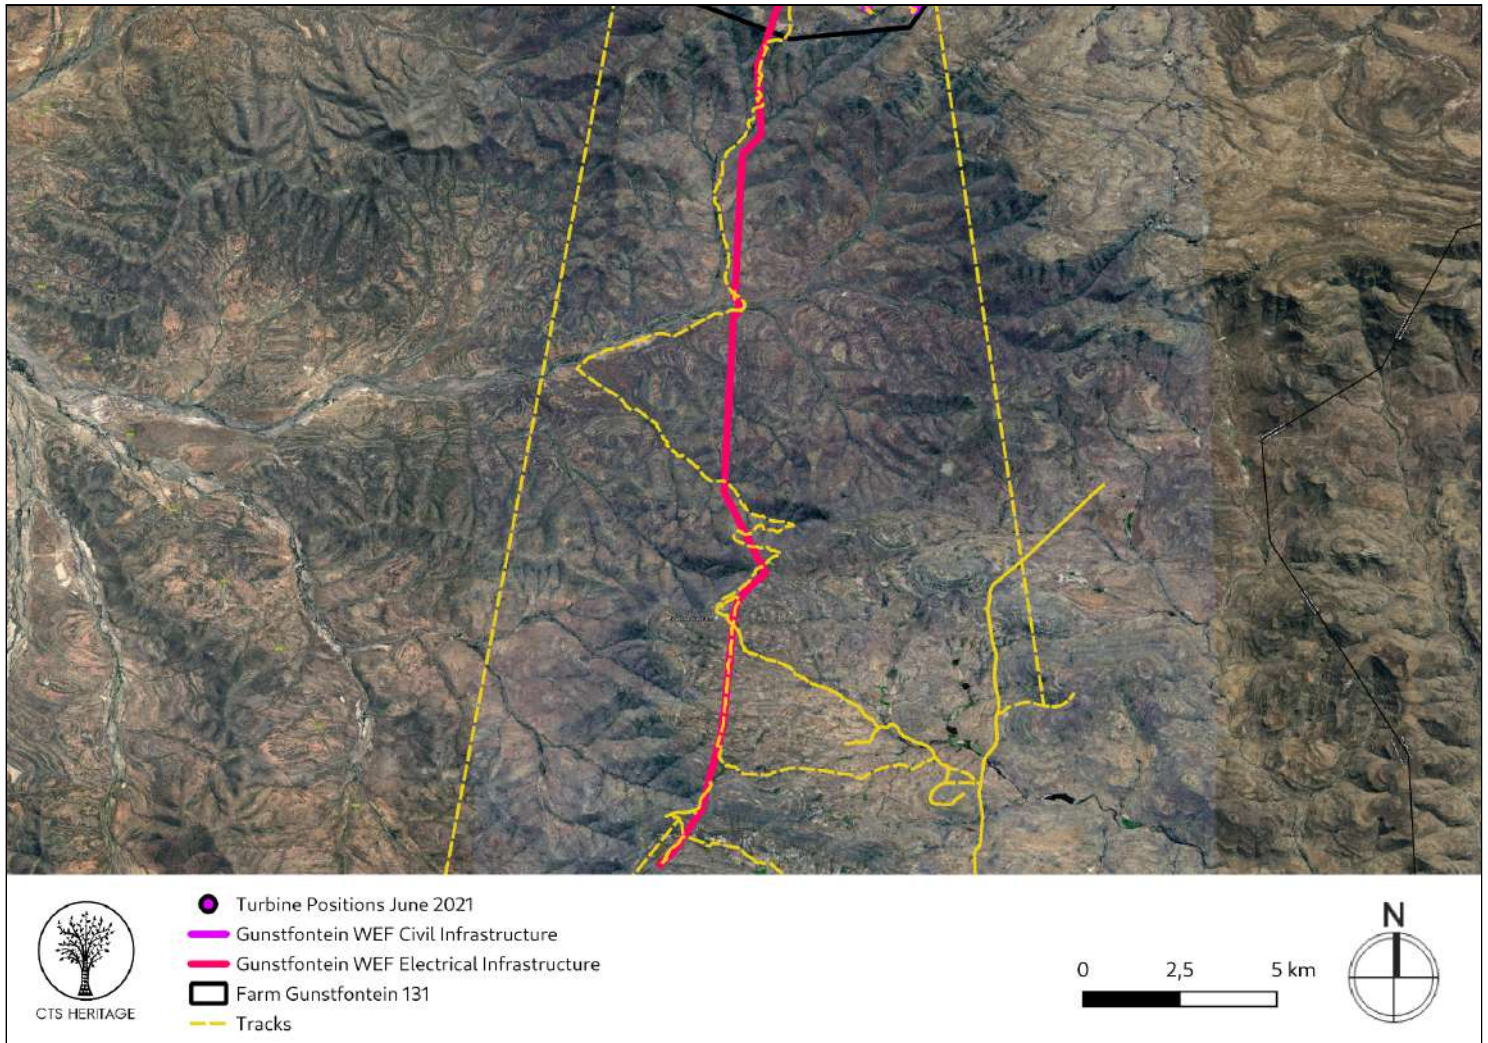 Turbine Positions June 2021
Gunstfontein WEF Civil Infrastructure
Gunstfontein WEF Electrical Infrastructure
Farm Gunstfontein 131
Tracks
CTS HERITAGE
0 2,5 5 km
N